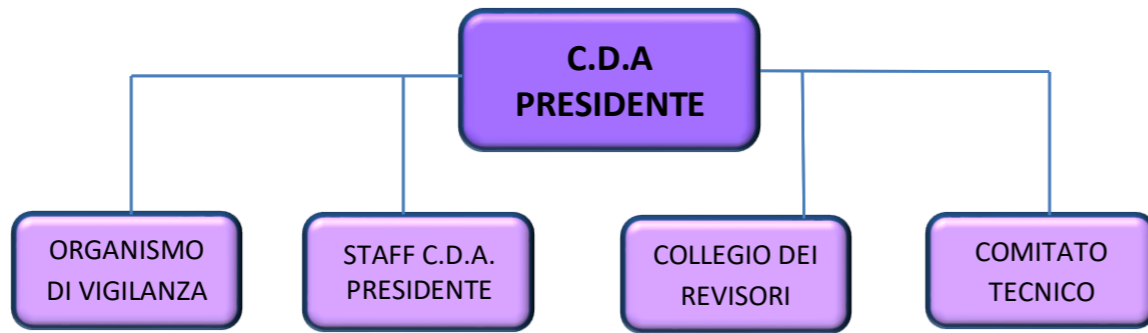 C.D.A
PRESIDENTE
ORGANISMO
DI VIGILANZA
STAFF C.D.A.
PRESIDENTE
COLLEGIO DEI
REVISORI
COMITATO
TECNICO